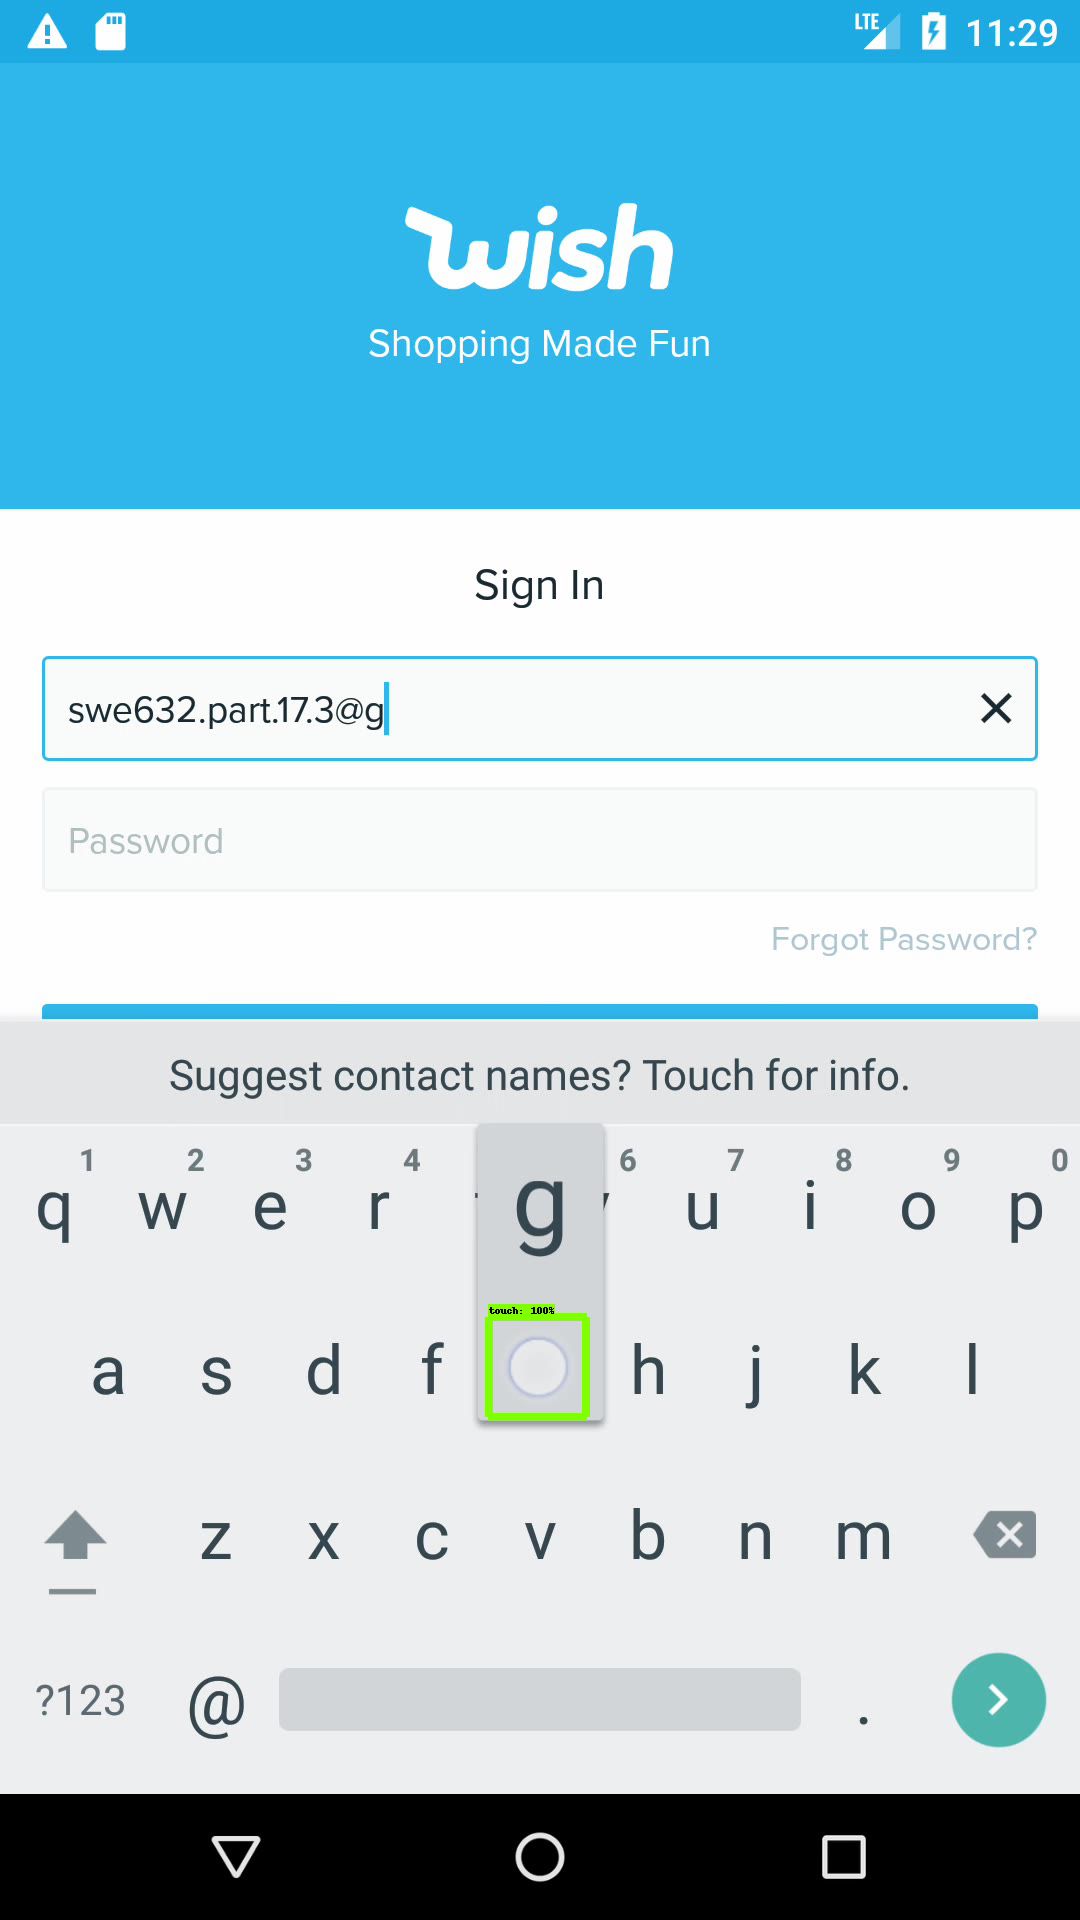 LTE 11:29
wish
Shopping Made Fun
Sign In
swe632.part.17.3@g
Password
Forgot Password?
Suggest contact names? Touch for info.
1 2 3 4 6 7 8 9 0
q w e r g u i o p
touch: 100%
a s d f h j k l
z x c v b n m
?123 @ .